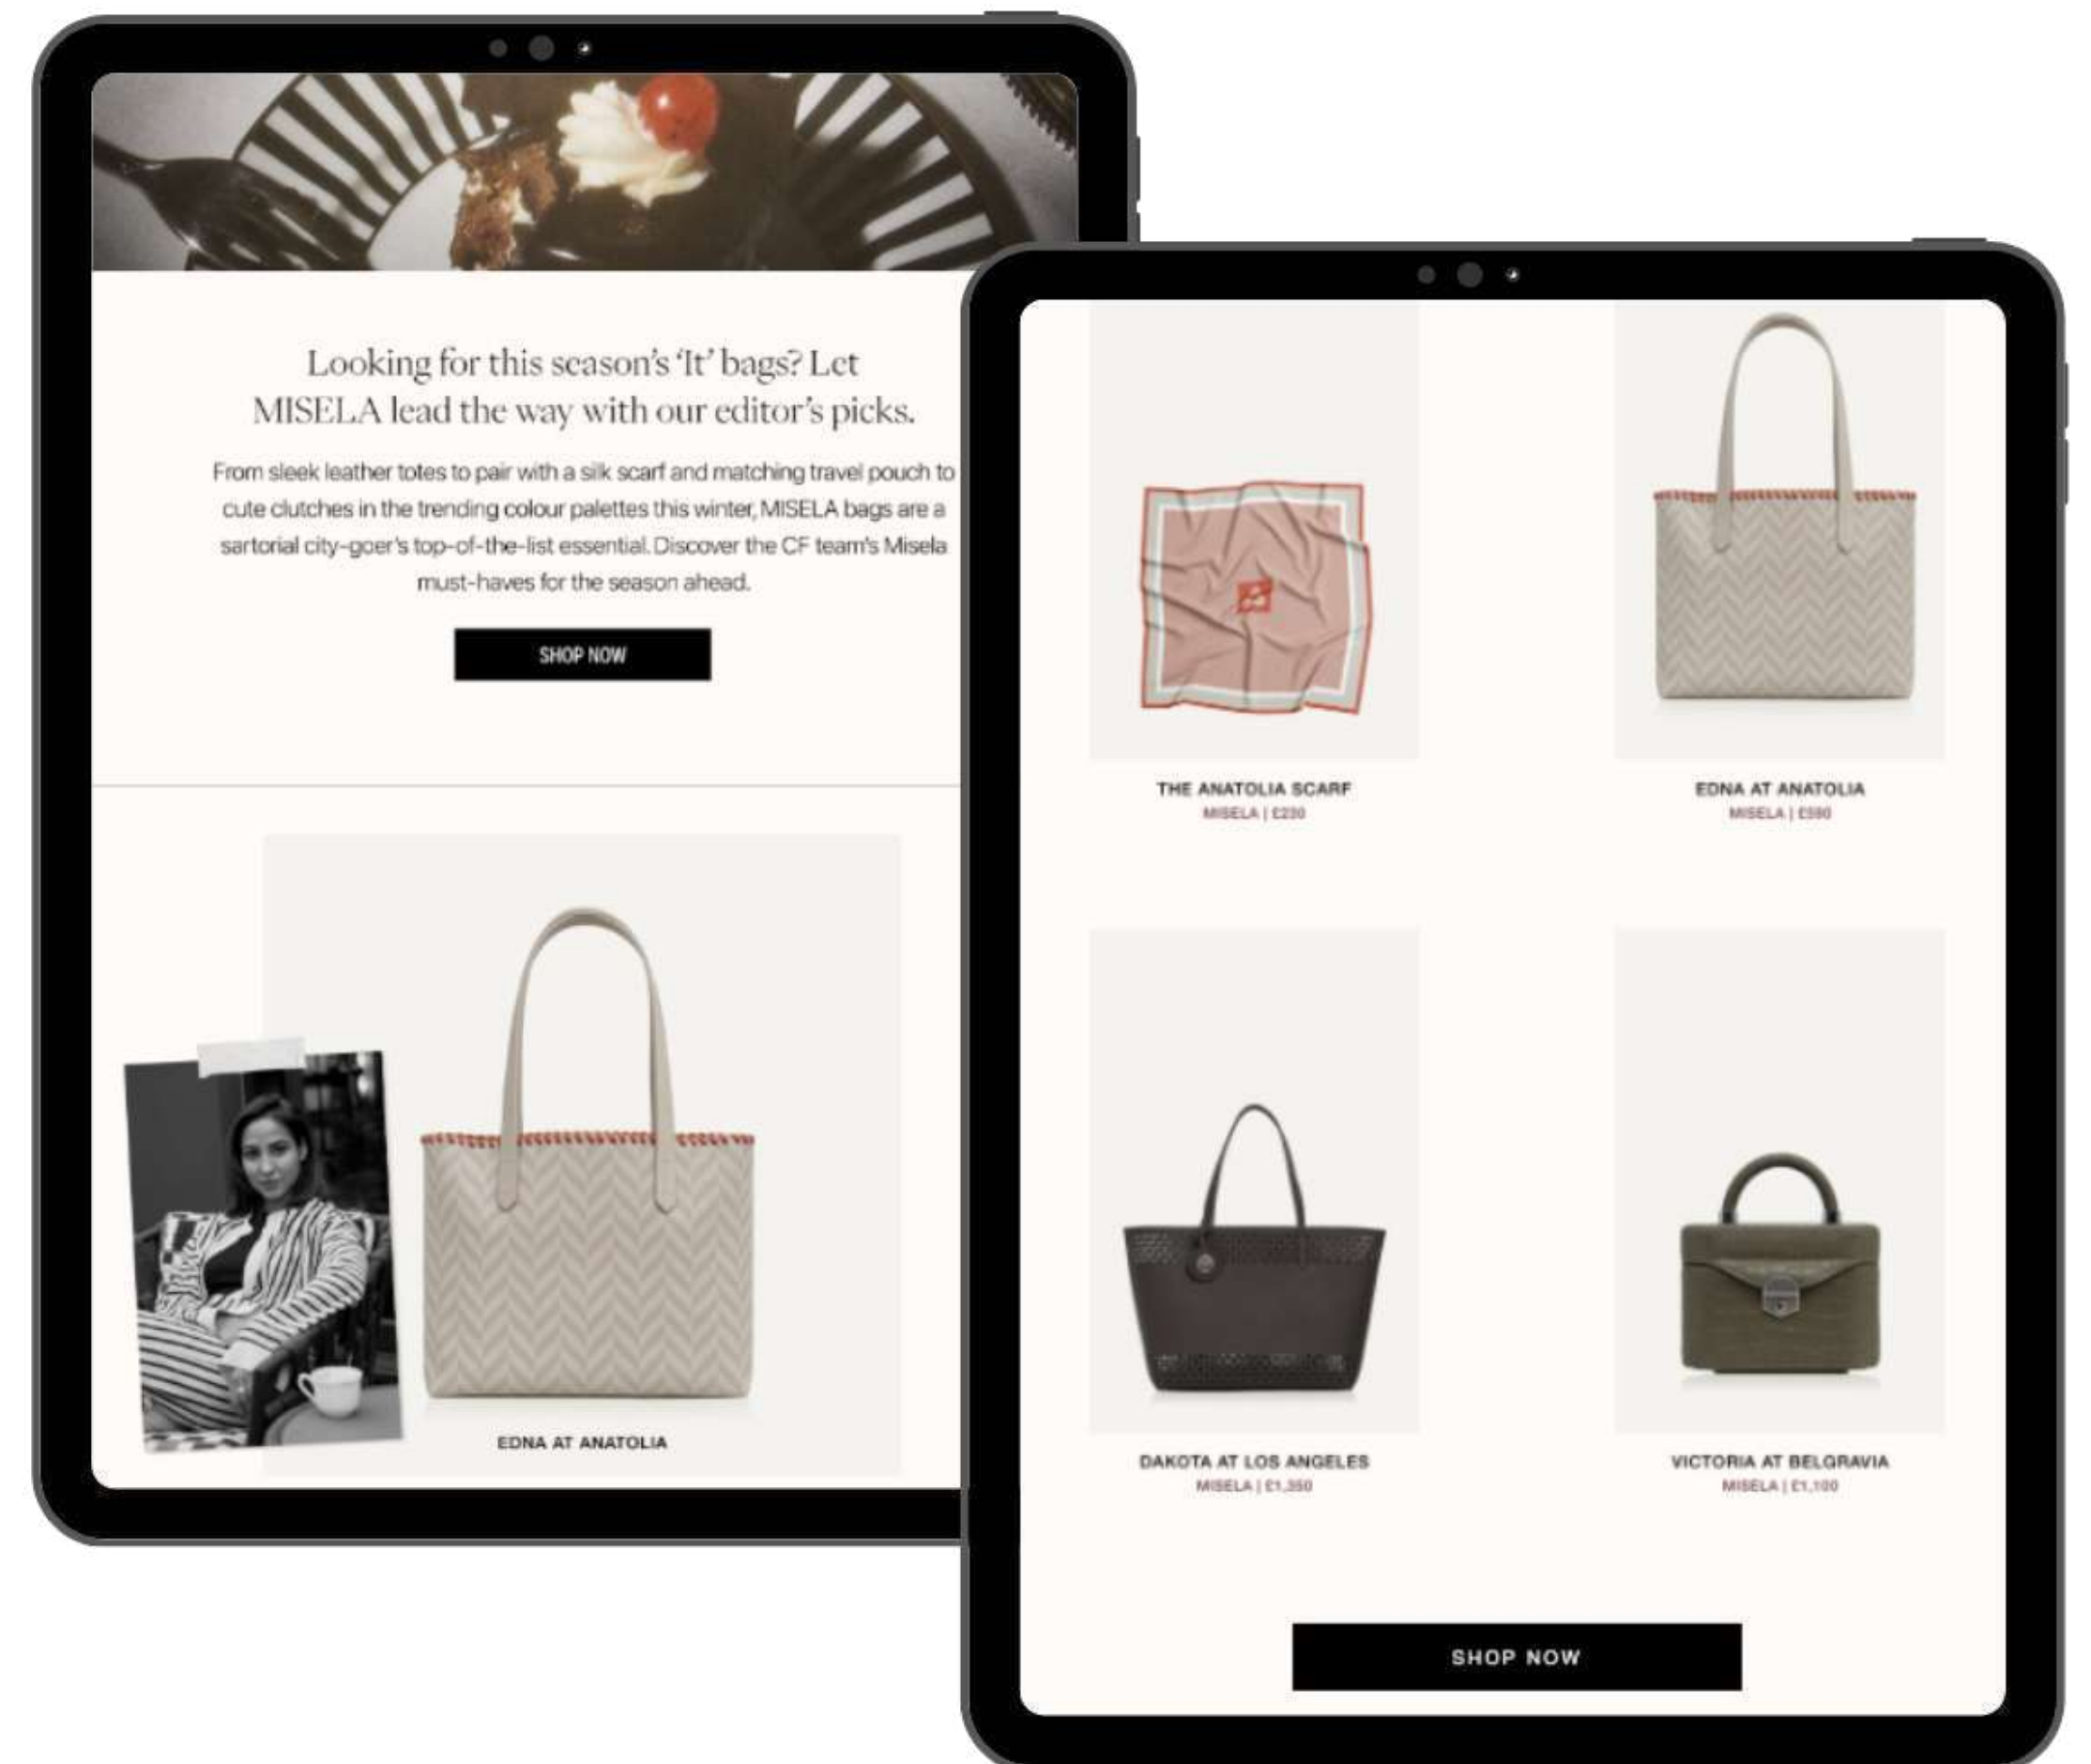 Looking for this season's ‘It’ bags? Let
MISELA lead the way with our editor's picks.
From sleek leather totes to pair with a silk scarf and matching travel pouch to
cute clutches in the trending colour palettes this winter, MISELA bags are a
sartorial city-goer's top-of-the-list essential. Discover the CF team's Misela
must-haves for the season ahead.
SHOP NOW
EDNA AT ANATOLIA
THE ANATOLIA SCARF
MISELA | £230
EDNA AT ANATOLIA
MISELA |
DAKOTA AT LOS ANGELES
MISELA | £1,350
VICTORIA AT BELGRAVIA
MISELA | £1,100
SHOP NOW